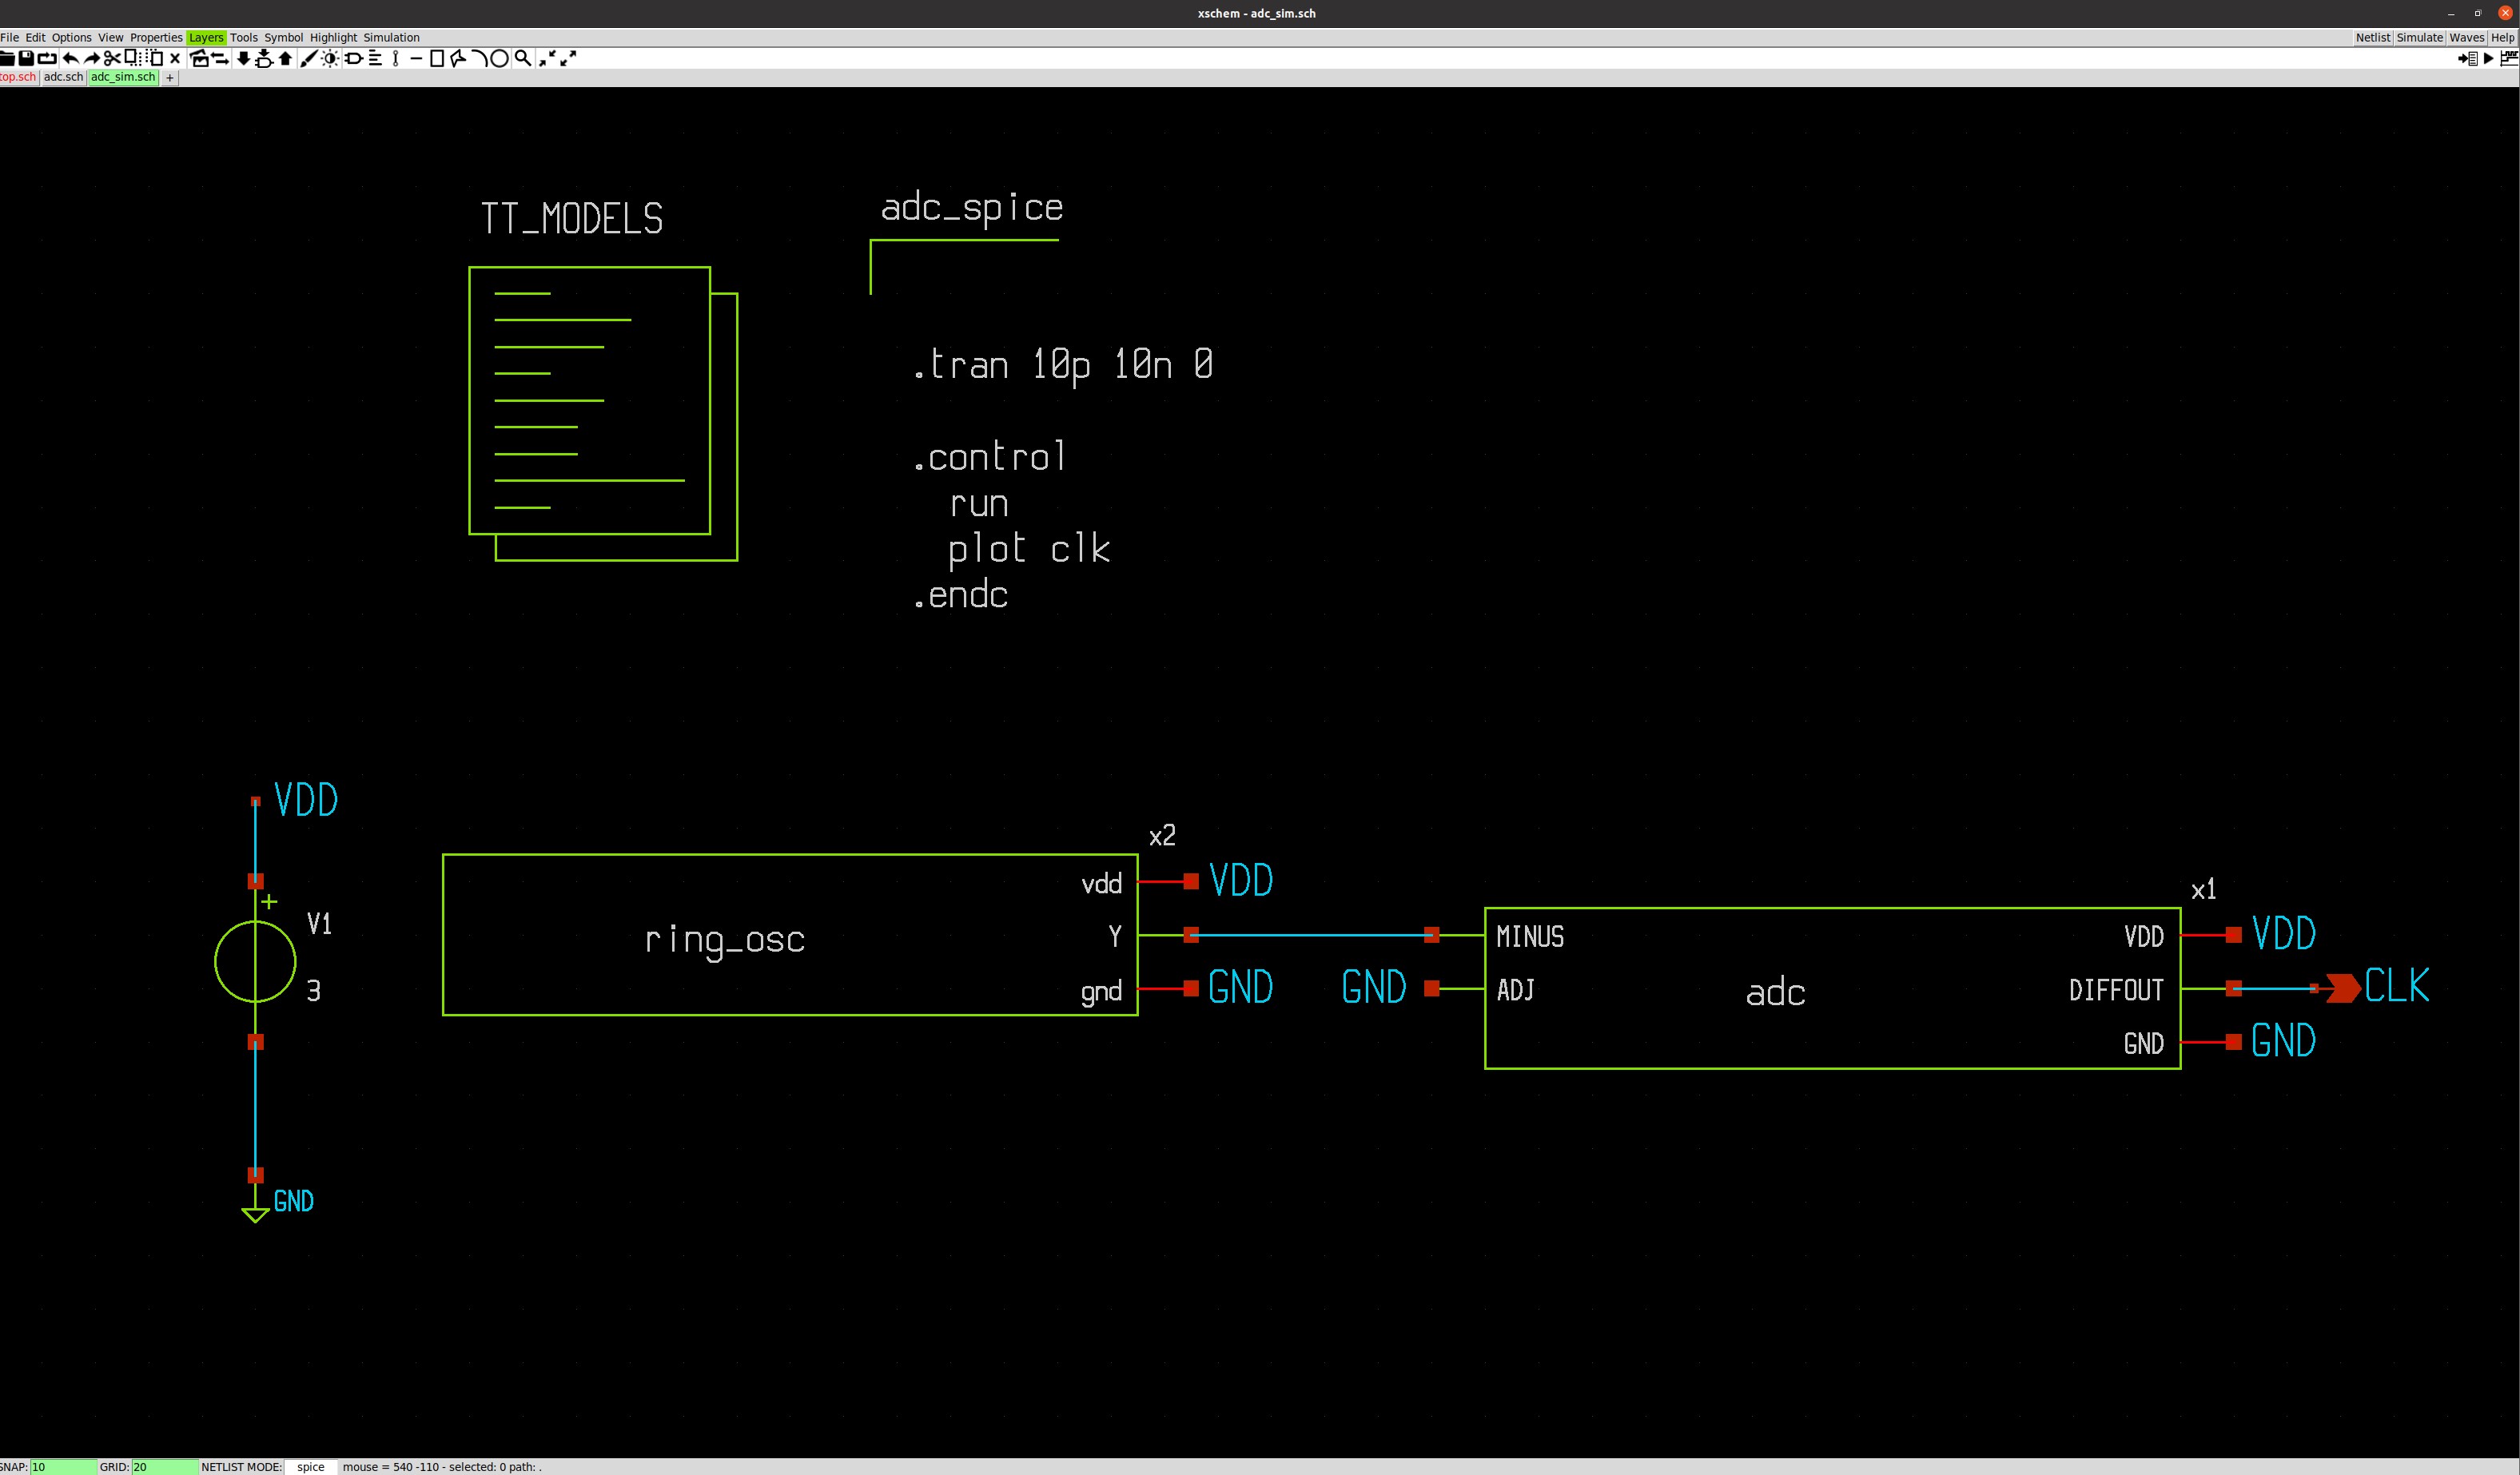 xschem - adc_sim.sch
File Edit Options View Properties Layers Tools Symbol Highlight Simulation
Netlist Simulate Waves Help
top.sch adc.sch adc_sim.sch +
TT_MODELS
adc_spice
.tran 10p 10n 0
.control
run
plot clk
.endc
VDD
+
V1
3
GND
x2
ring_osc
vdd
VDD
Y
gnd
GND
GND
x1
MINUS
ADJ
adc
VDD
VDD
DIFFOUT
CLK
GND
GND
SNAP: 10 GRID: 20 NETLIST MODE: spice mouse = 540 -110 - selected: 0 path: .